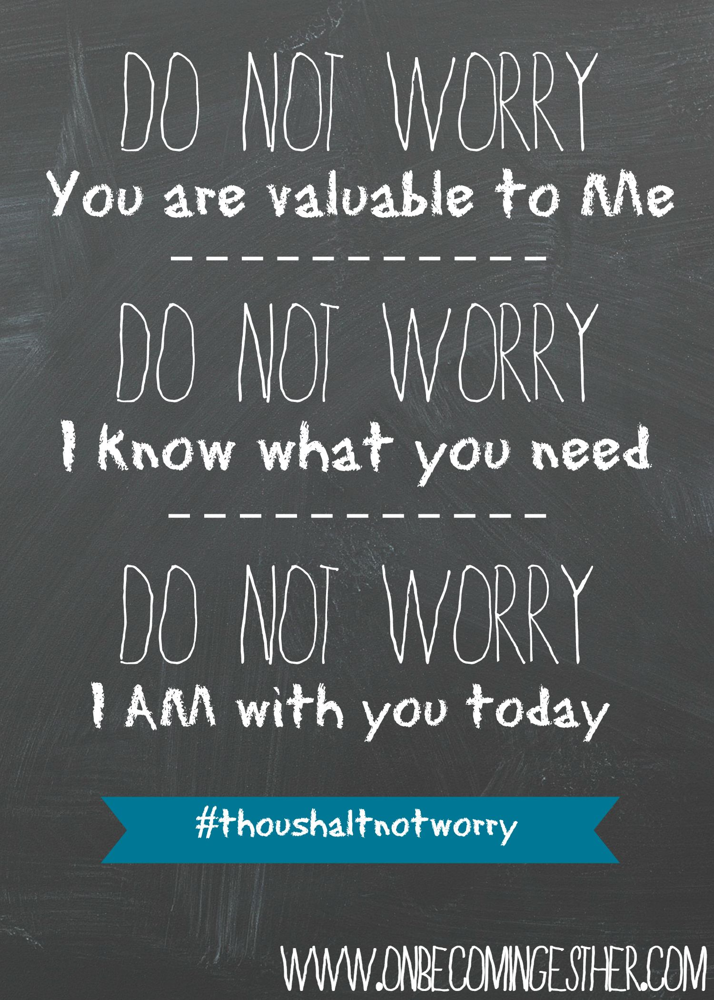 DO NOT WORRY
You are valuable to Me
DO NOT WORRY
I know what you need
DO NOT WORRY
I AM with you today
#thoushaltnotworry
WWW.ONBECOMINGESTHER.COM